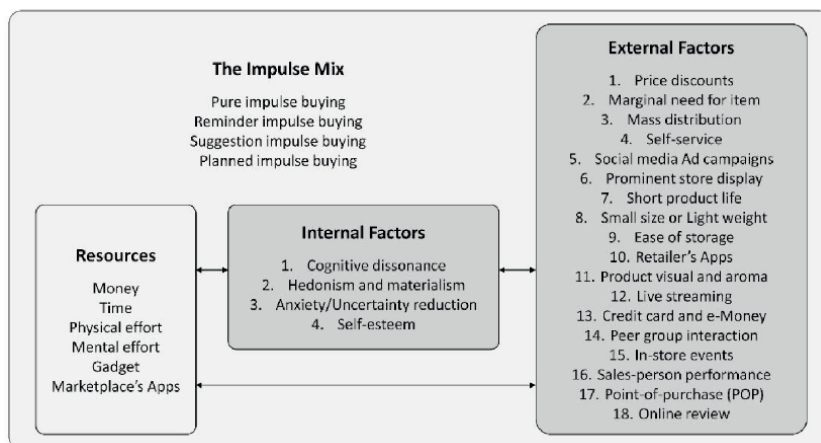 The Impulse Mix
Pure impulse buying
Reminder impulse buying
Suggestion impulse buying
Planned impulse buying
Resources
Money
Time
Physical effort
Mental effort
Gadget
Marketplace's Apps
Internal Factors
1. Cognitive dissonance
2. Hedonism and materialism
3. Anxiety/Uncertainty reduction
4. Self-esteem
External Factors
1. Price discounts
2. Marginal need for item
3. Mass distribution
4. Self-service
5. Social media Ad campaigns
6. Prominent store display
7. Short product life
8. Small size or Light weight
9. Ease of storage
10. Retailer's Apps
11. Product visual and aroma
12. Live streaming
13. Credit card and e-Money
14. Peer group interaction
15. In-store events
16. Sales-person performance
17. Point-of-purchase (POP)
18. Online review